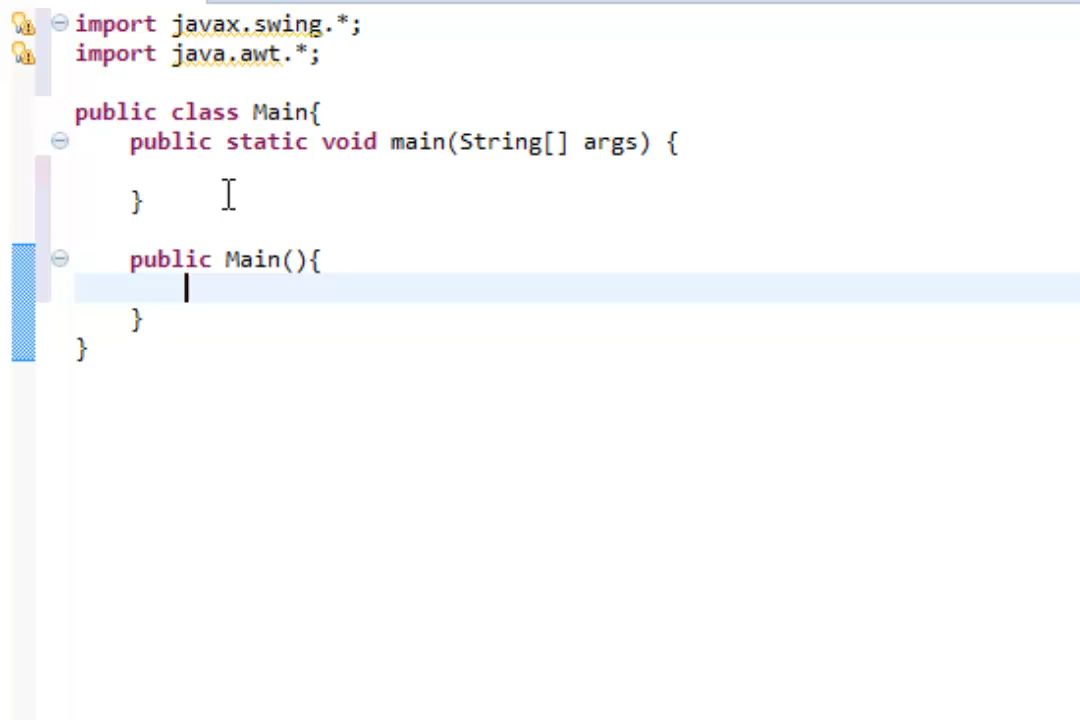 import javax.swing.*;
import java.awt.*;
public class Main{
public static void main(String[] args) {
}
public Main(){
}
}